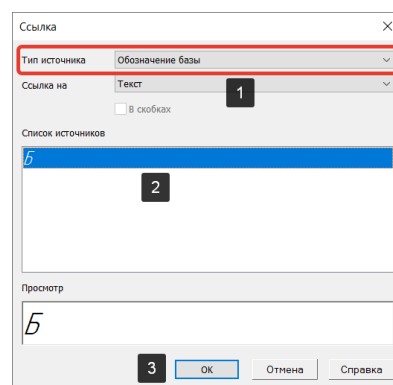 Ссылка
Тип источника Обозначение базы
1
Ссылка на Текст
В скобках
Список источников
Б
2
Просмотр
Б
3 ОК Отмена Справка